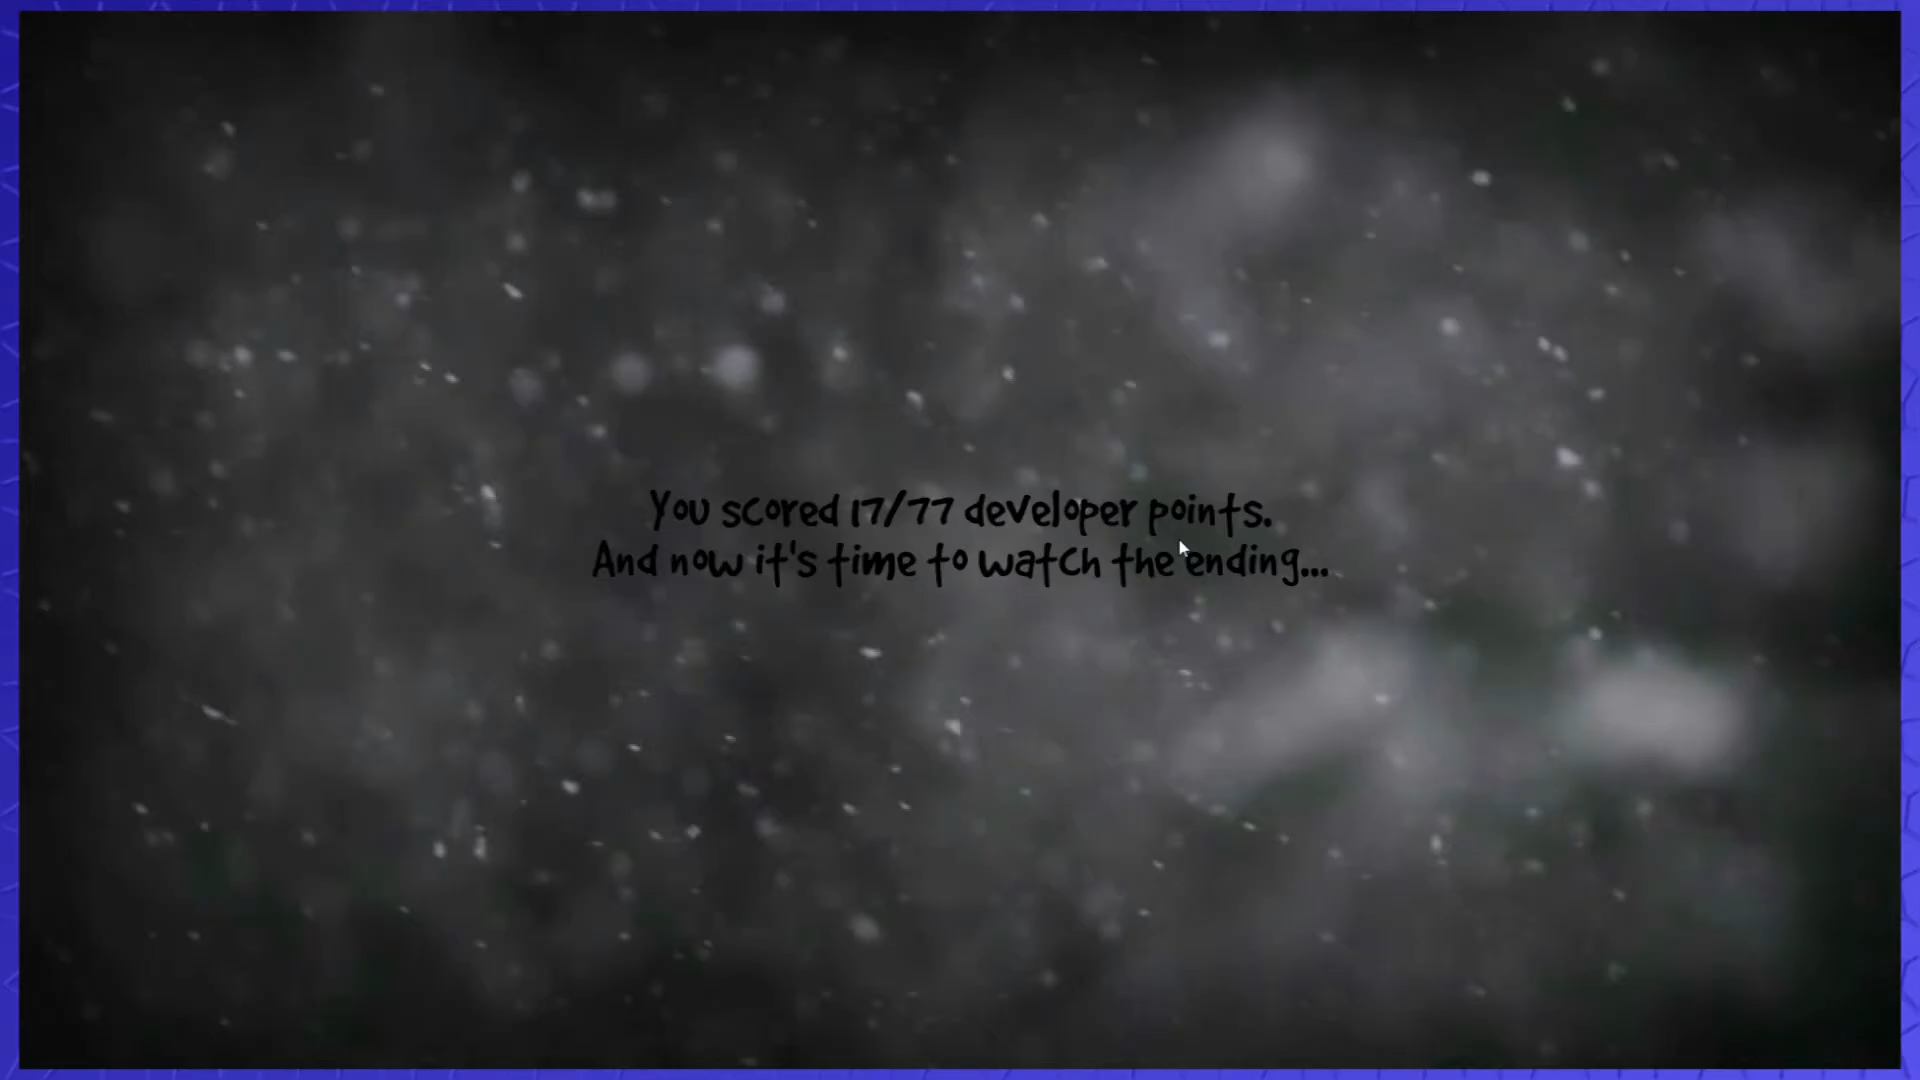 You scored 17/77 developer points.
And now it's time to watch the ending...